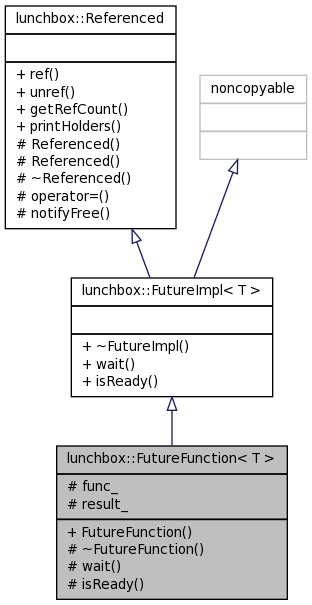 lunchbox::Referenced
+ ref()
+ unref()
+ getRefCount()
+ printHolders()
# Referenced()
# Referenced()
# ~Referenced()
# operator=()
# notifyFree()
noncopyable
lunchbox::FutureImpl< T >
+ ~FutureImpl()
+ wait()
+ isReady()
lunchbox::FutureFunction< T >
# func_
# result_
+ FutureFunction()
# ~FutureFunction()
# wait()
# isReady()